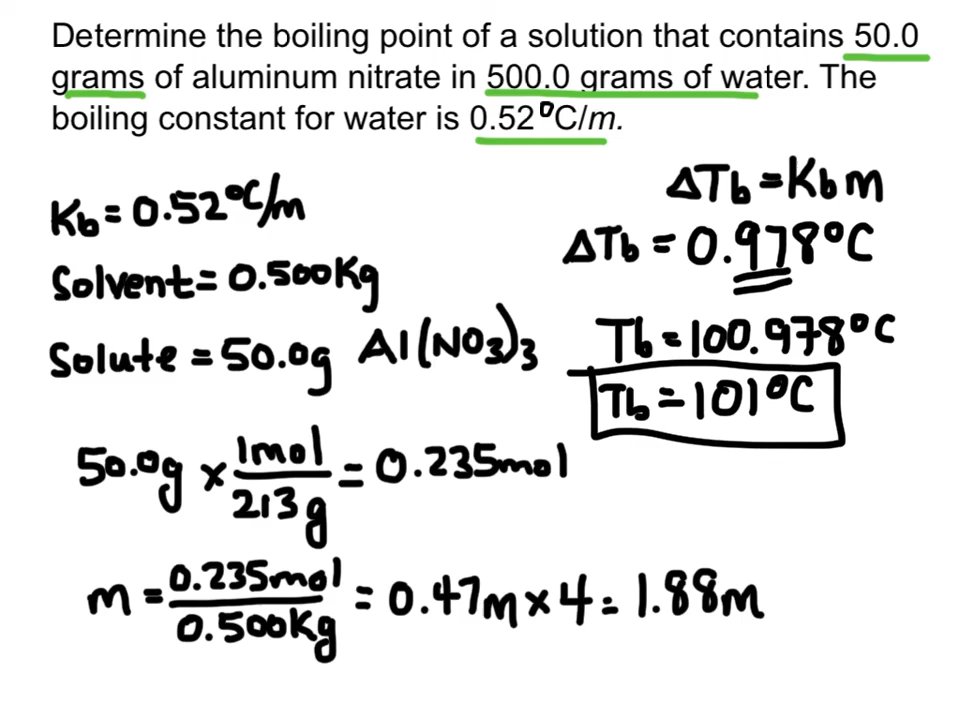 Determine the boiling point of a solution that contains 50.0
grams of aluminum nitrate in 500.0 grams of water. The
boiling constant for water is 0.52°C/m.
Kb = 0.52°C/m
Solvent = 0.500Kg
Solute = 50.0g Al(NO3)3
50.0g x 1mol/213g = 0.235mol
m = 0.235mol/0.500Kg = 0.47m x 4 = 1.88m
ΔTb = Kb m
ΔTb = 0.978°C
Tb = 100.978°C
Tb = 101°C